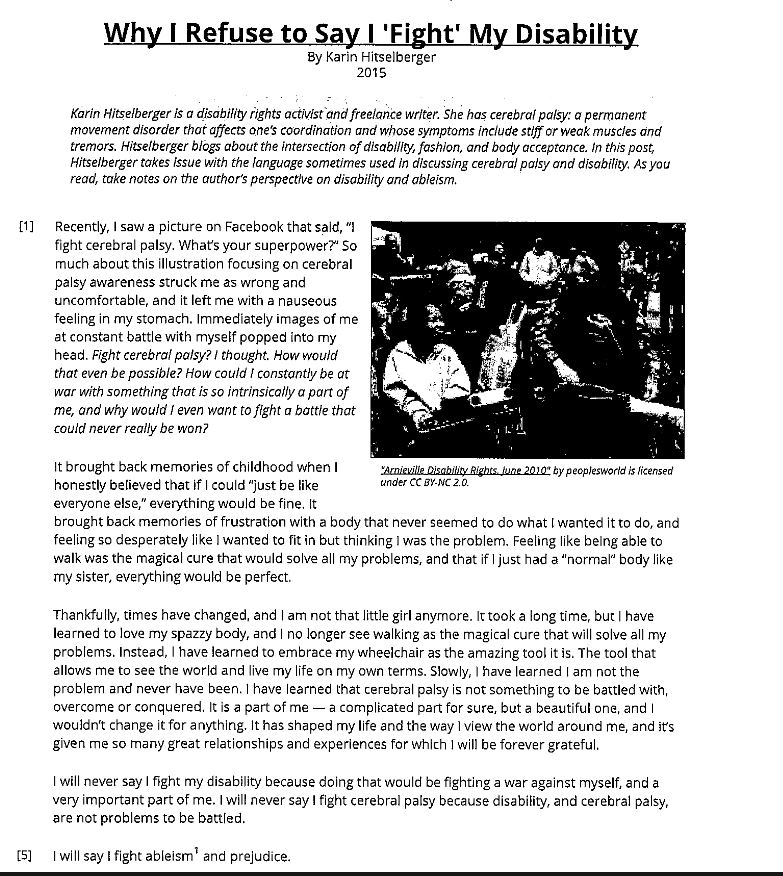 Why I Refuse to Say I 'Fight' My Disability
By Karin Hitselberger
2015
Karin Hitselberger is a disability rights activist and freelance writer. She has cerebral palsy: a permanent
movement disorder that affects one's coordination and whose symptoms include stiff or weak muscles and
tremors. Hitselberger blogs about the intersection of disability, fashion, and body acceptance. In this post,
Hitselberger takes issue with the language sometimes used in discussing cerebral palsy and disability. As you
read, take notes on the author's perspective on disability and ableism.
[1] Recently, I saw a picture on Facebook that said, "I
fight cerebral palsy. What's your superpower?" So
much about this illustration focusing on cerebral
palsy awareness struck me as wrong and
uncomfortable, and it left me with a nauseous
feeling in my stomach. Immediately images of me
at constant battle with myself popped into my
head. Fight cerebral palsy? I thought. How would
that even be possible? How could I constantly be at
war with something that is so intrinsically a part of
me, and why would I even want to fight a battle that
could never really be won?
"Arnieville Disability Rights, June 2010" by peoplesworld is licensed
under CC BY-NC 2.0.
It brought back memories of childhood when I
honestly believed that if I could "just be like
everyone else," everything would be fine. It
brought back memories of frustration with a body that never seemed to do what I wanted it to do, and
feeling so desperately like I wanted to fit in but thinking I was the problem. Feeling like being able to
walk was the magical cure that would solve all my problems, and that if I just had a "normal" body like
my sister, everything would be perfect.
Thankfully, times have changed, and I am not that little girl anymore. It took a long time, but I have
learned to love my spazzy body, and I no longer see walking as the magical cure that will solve all my
problems. Instead, I have learned to embrace my wheelchair as the amazing tool it is. The tool that
allows me to see the world and live my life on my own terms. Slowly, I have learned I am not the
problem and never have been. I have learned that cerebral palsy is not something to be battled with,
overcome or conquered. It is a part of me — a complicated part for sure, but a beautiful one, and I
wouldn't change it for anything. It has shaped my life and the way I view the world around me, and it's
given me so many great relationships and experiences for which I will be forever grateful.
I will never say I fight my disability because doing that would be fighting a war against myself, and a
very important part of me. I will never say I fight cerebral palsy because disability, and cerebral palsy,
are not problems to be battled.
[5] I will say I fight ableism¹ and prejudice.